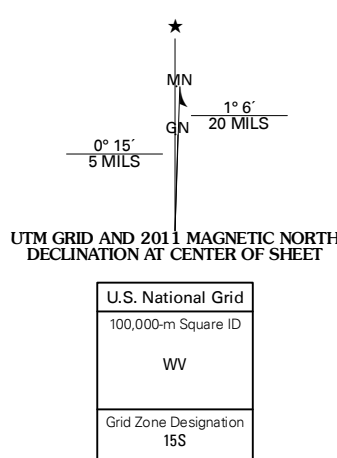 ★
MN
1° 6´
20 MILS
GN
0° 15´
5 MILS
UTM GRID AND 2011 MAGNETIC NORTH
DECLINATION AT CENTER OF SHEET
U.S. National Grid
100,000-m Square ID
WV
Grid Zone Designation
15S